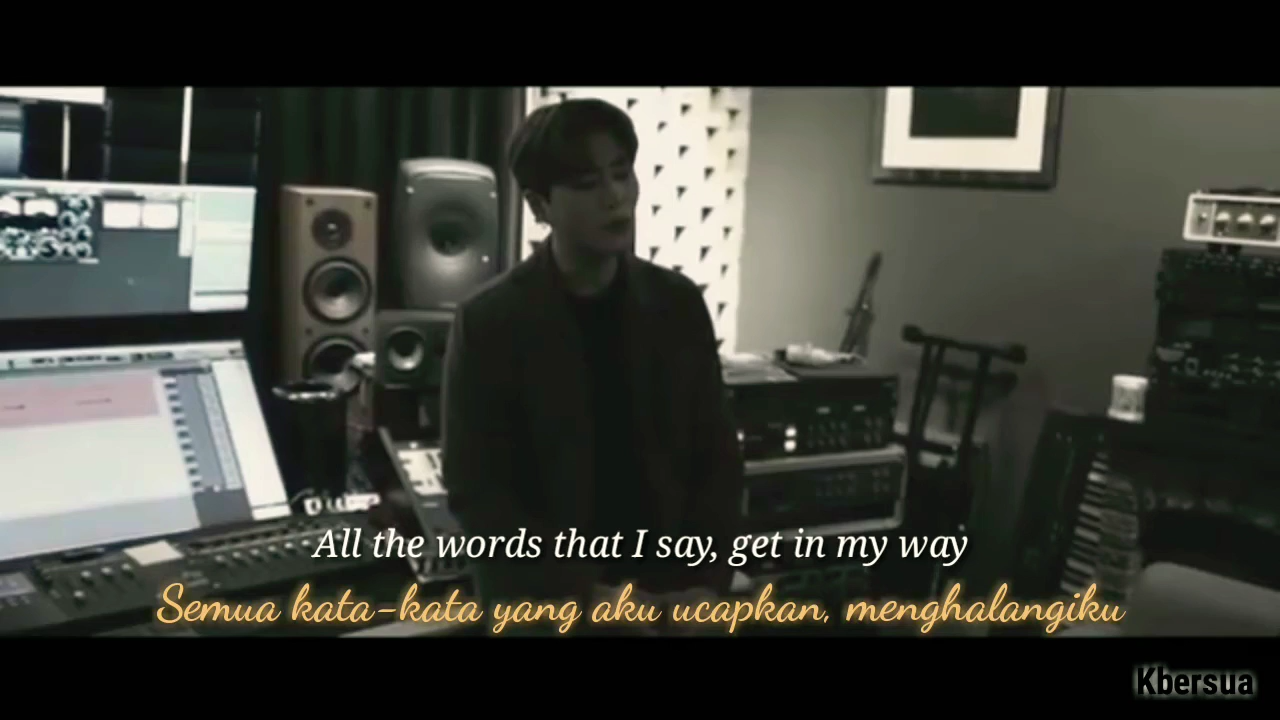 All the words that I say, get in my way
Semua kata-kata yang aku ucapkan, menghalangiku
Kbersua